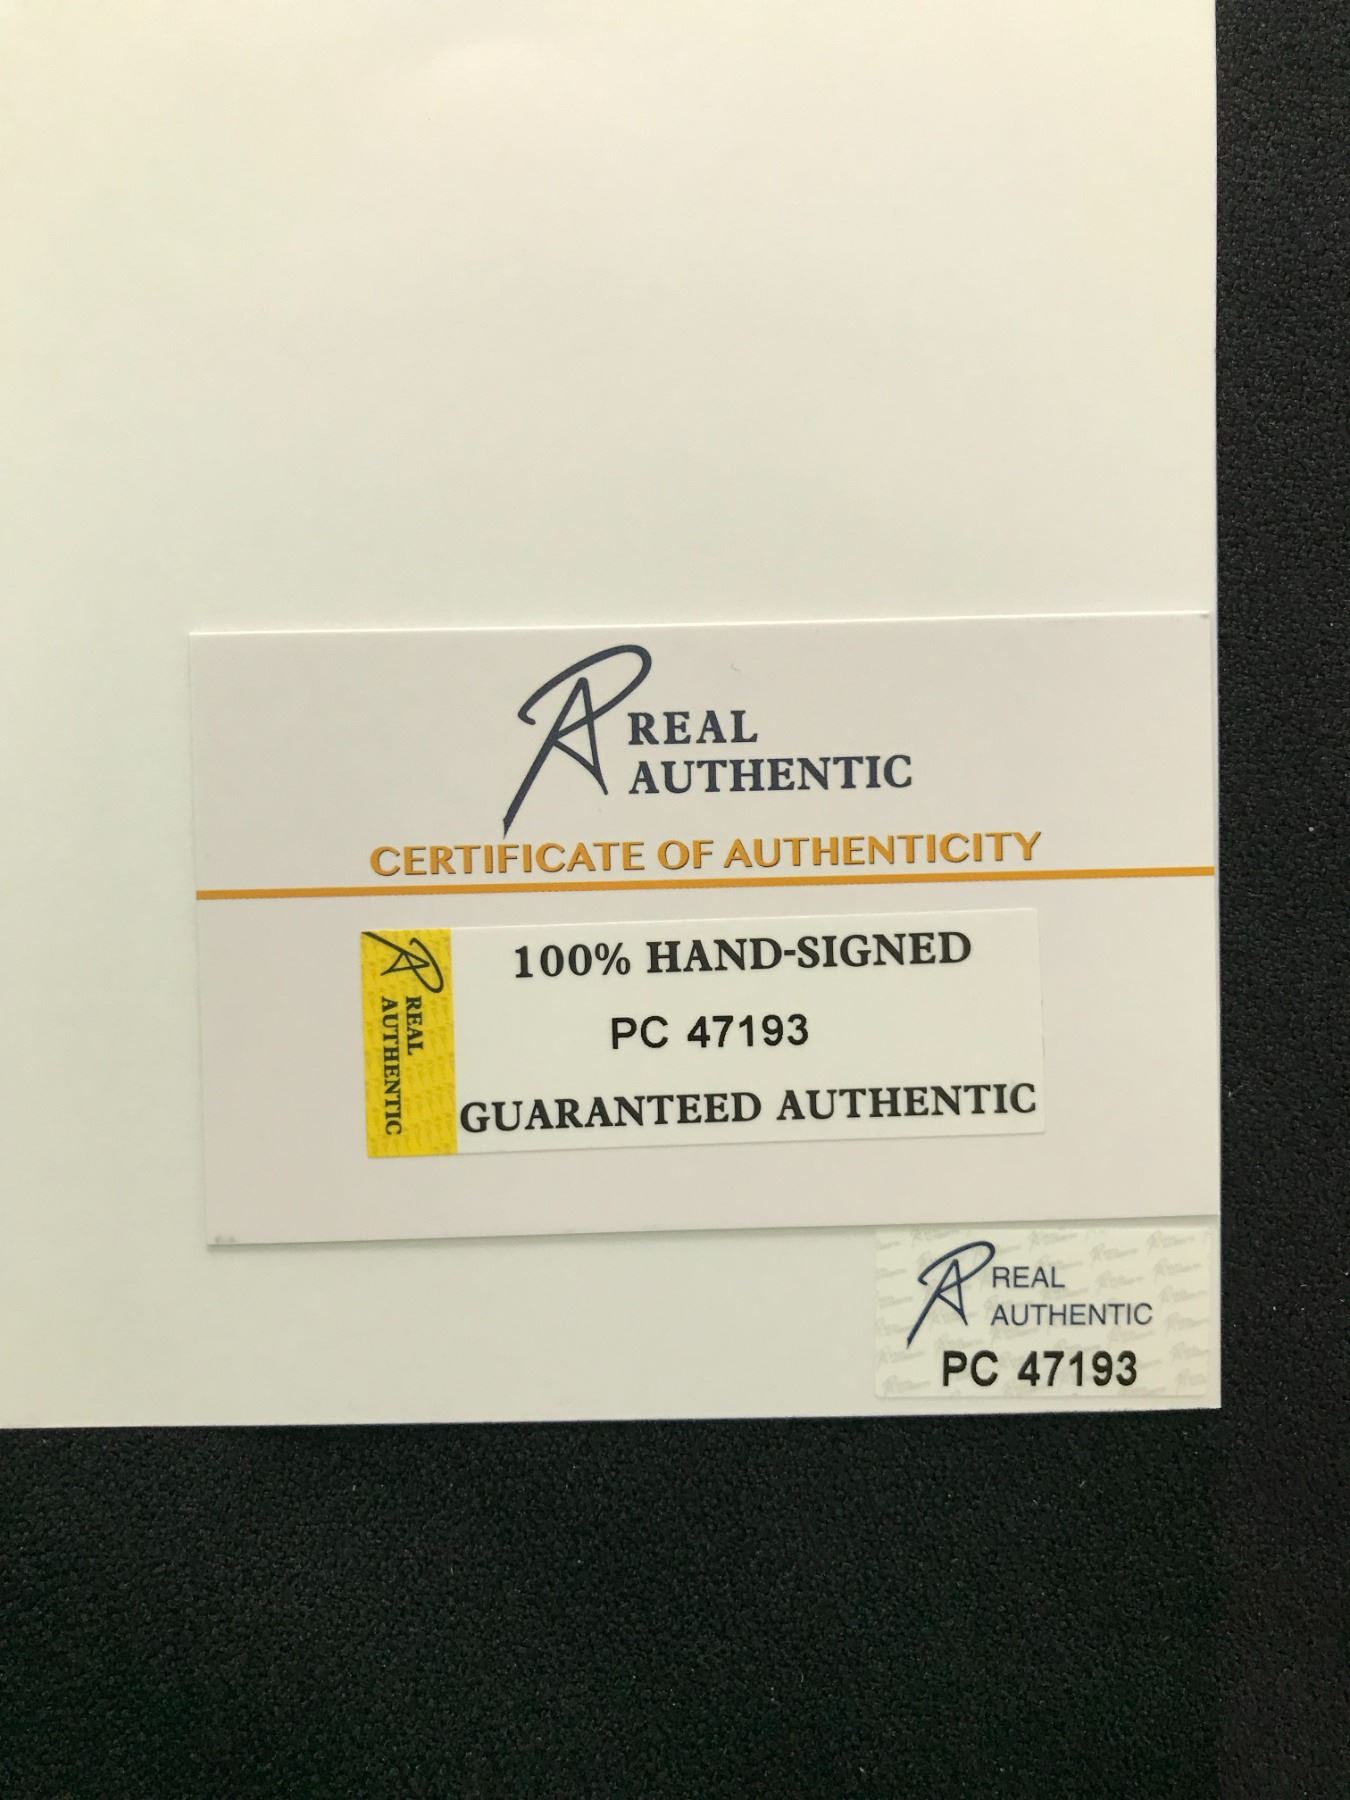 REAL
AUTHENTIC
CERTIFICATE OF AUTHENTICITY
REAL
AUTHENTIC
100% HAND-SIGNED
PC 47193
GUARANTEED AUTHENTIC
REAL
AUTHENTIC
PC 47193